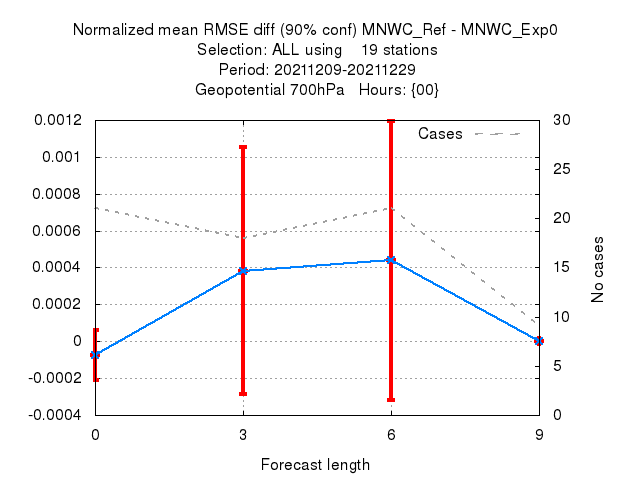 Normalized mean RMSE diff (90% conf) MNWC_Ref - MNWC_Exp0
Selection: ALL using    19 stations
Period: 20211209-20211229
Geopotential 700hPa   Hours: {00}
0.0012
0.001
0.0008
0.0006
0.0004
0.0002
0
-0.0002
-0.0004
Cases
30
25
20
15
10
5
0
No cases
0
3
6
9
Forecast length